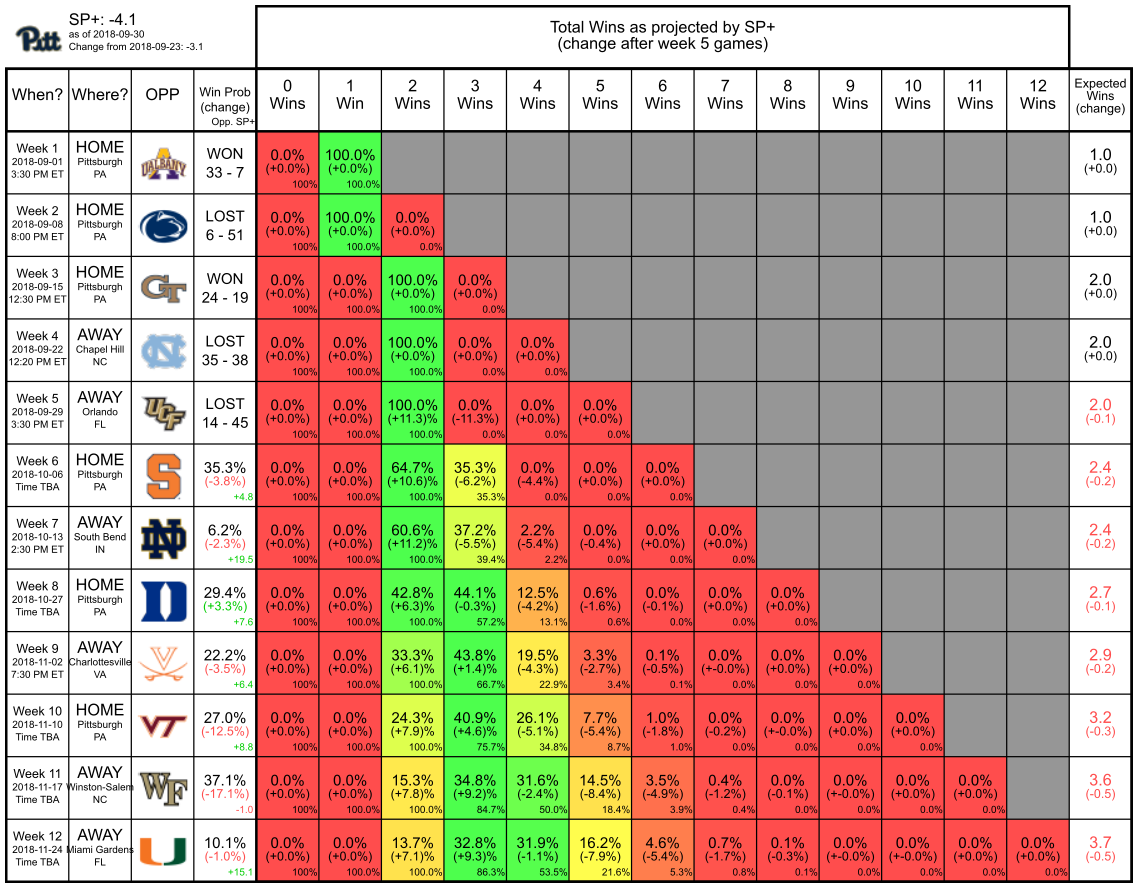 Pitt
SP+: -4.1
as of 2018-09-30
Change from 2018-09-23: -3.1
Total Wins as projected by SP+
(change after week 5 games)
When? Where? OPP Win Prob (change) Opp. SP+ 0 Wins 1 Win 2 Wins 3 Wins 4 Wins 5 Wins 6 Wins 7 Wins 8 Wins 9 Wins 10 Wins 11 Wins 12 Wins Expected Wins (change)
Week 1 HOME WON 0.0% 100.0% 1.0
2018-09-01 Pittsburgh UALBANY 33 - 7 (+0.0%) (+0.0%) (+0.0)
3:30 PM ET PA 100% 100.0%
Week 2 HOME LOST 0.0% 100.0% 0.0% 1.0
2018-09-08 Pittsburgh 6 - 51 (+0.0%) (+0.0%) (+0.0%) (+0.0)
8:00 PM ET PA 100% 100.0% 0.0%
Week 3 HOME WON 0.0% 0.0% 100.0% 0.0% 2.0
2018-09-15 Pittsburgh GT 24 - 19 (+0.0%) (+0.0%) (+0.0%) (+0.0%) (+0.0)
12:30 PM ET PA 100% 100.0% 100.0% 0.0%
Week 4 AWAY LOST 0.0% 0.0% 100.0% 0.0% 0.0% 2.0
2018-09-22 Chapel Hill NC 35 - 38 (+0.0%) (+0.0%) (+0.0%) (+0.0%) (+0.0%) (+0.0)
12:20 PM ET NC 100% 100.0% 100.0% 0.0% 0.0%
Week 5 AWAY LOST 0.0% 0.0% 100.0% 0.0% 0.0% 2.0
2018-09-29 Orlando UCF 14 - 45 (+0.0%) (+0.0%) (+11.3)% (-11.3%) (+0.0%) (-0.1)
3:30 PM ET FL 100% 100.0% 100.0% 0.0% 0.0%
Week 6 HOME 35.3% 0.0% 0.0% 64.7% 35.3% 0.0% 0.0% 0.0% 2.4
2018-10-06 Pittsburgh S (-3.8%) (+0.0%) (+0.0%) (+10.6)% (-6.2%) (-4.4%) (+0.0%) (+0.0%) (-0.2)
Time TBA PA +4.8 100% 100.0% 100.0% 35.3% 0.0% 0.0% 0.0%
Week 7 AWAY 6.2% 0.0% 0.0% 60.6% 37.2% 2.2% 0.0% 0.0% 0.0% 2.4
2018-10-13 South Bend ND (-2.3%) (+0.0%) (+0.0%) (+11.2)% (-5.5%) (-5.4%) (-0.4%) (+0.0%) (+0.0%) (-0.2)
2:30 PM ET IN +19.5 100% 100.0% 100.0% 39.4% 2.2% 0.0% 0.0% 0.0%
Week 8 HOME 29.4% 0.0% 0.0% 42.8% 44.1% 12.5% 0.6% 0.0% 0.0% 0.0% 2.7
2018-10-27 Pittsburgh D (+3.3%) (+0.0%) (+0.0%) (+6.3)% (-0.3%) (-4.2%) (-1.6%) (-0.1%) (+0.0%) (+0.0%) (-0.1)
Time TBA PA +7.6 100% 100.0% 100.0% 57.2% 13.1% 0.6% 0.0% 0.0% 0.0%
Week 9 AWAY 22.2% 0.0% 0.0% 33.3% 43.8% 19.5% 3.3% 0.1% 0.0% 0.0% 0.0% 2.9
2018-11-02 Charlottesville V (-3.5%) (+0.0%) (+0.0%) (+6.1)% (+1.4)% (-4.3%) (-2.7%) (-0.5%) (+-0.0%) (+0.0%) (+0.0%) (-0.2)
7:30 PM ET VA +6.4 100% 100.0% 100.0% 66.7% 22.9% 3.4% 0.1% 0.0% 0.0% 0.0%
Week 10 HOME 27.0% 0.0% 0.0% 24.3% 40.9% 26.1% 7.7% 1.0% 0.0% 0.0% 0.0% 0.0% 3.2
2018-11-10 Pittsburgh VT (-12.5%) (+0.0%) (+0.0%) (+7.9)% (+4.6)% (-5.1%) (-5.4%) (-1.8%) (-0.2%) (+-0.0%) (+0.0%) (+0.0%) (-0.3)
Time TBA PA +8.8 100% 100.0% 100.0% 75.7% 34.8% 8.7% 1.0% 0.0% 0.0% 0.0% 0.0%
Week 11 AWAY 37.1% 0.0% 0.0% 15.3% 34.8% 31.6% 14.5% 3.5% 0.4% 0.0% 0.0% 0.0% 0.0% 3.6
2018-11-17 Winston-Salem WF (-17.1%) (+0.0%) (+0.0%) (+7.8)% (+9.2)% (-2.4%) (-8.4%) (-4.9%) (-1.2%) (-0.1%) (+-0.0%) (+0.0%) (+0.0%) (-0.5)
Time TBA NC -1.0 100% 100.0% 100.0% 84.7% 50.0% 18.4% 3.9% 0.4% 0.0% 0.0% 0.0% 0.0%
Week 12 AWAY 10.1% 0.0% 0.0% 13.7% 32.8% 31.9% 16.2% 4.6% 0.7% 0.1% 0.0% 0.0% 0.0% 0.0% 3.7
2018-11-24 Miami Gardens U (-1.0%) (+0.0%) (+0.0%) (+7.1)% (+9.3)% (-1.1%) (-7.9%) (-5.4%) (-1.7%) (-0.3%) (+-0.0%) (+-0.0%) (+0.0%) (+0.0%) (-0.5)
Time TBA FL +15.1 100% 100.0% 100.0% 86.3% 53.5% 21.6% 5.3% 0.8% 0.1% 0.0% 0.0% 0.0% 0.0%